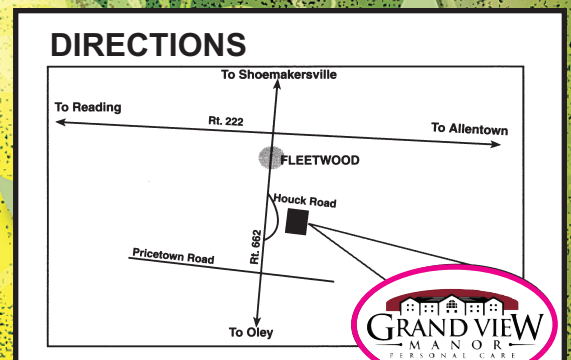 DIRECTIONS
To Shoemakersville
To Reading
Rt. 222
To Allentown
FLEETWOOD
Houck Road
Rt. 662
Pricetown Road
To Oley
GRAND VIEW
MANOR
PERSONAL CARE